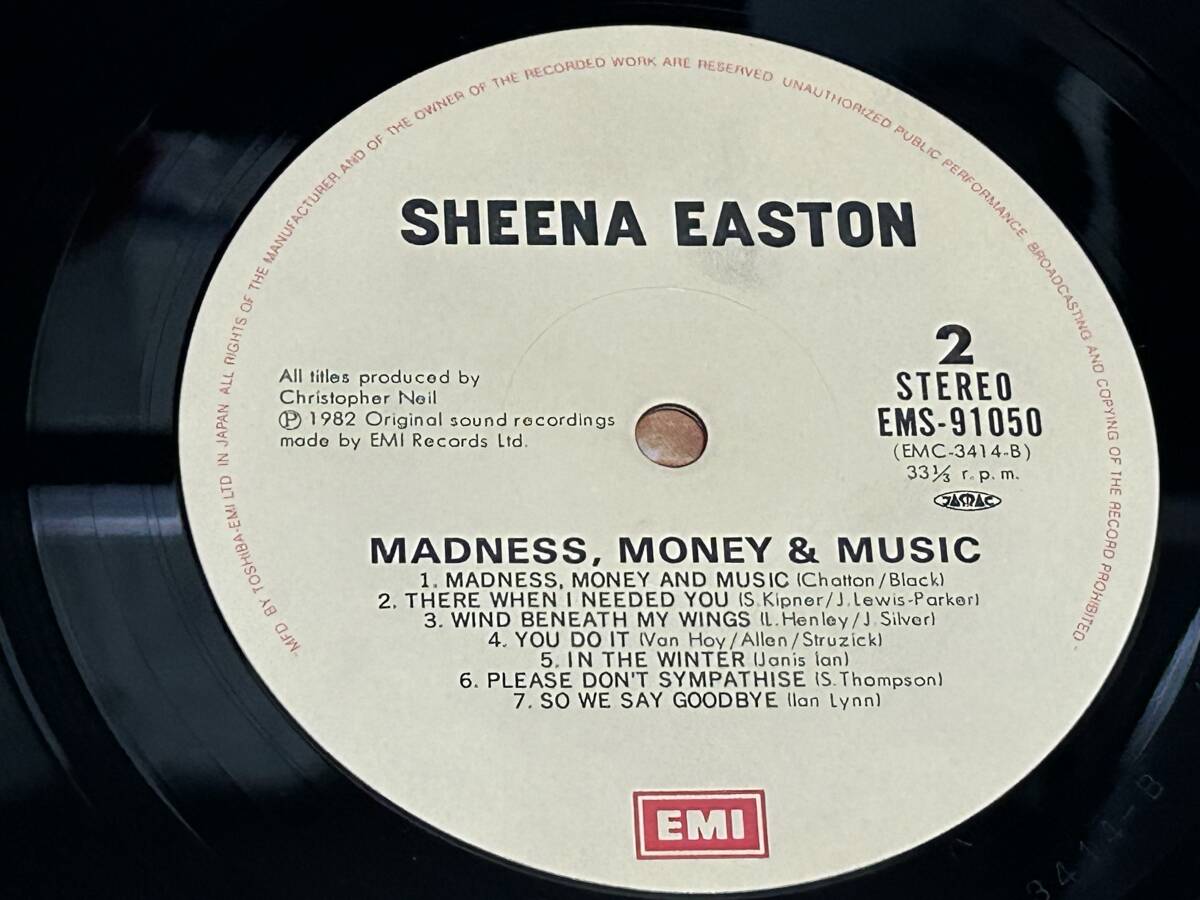 "MFD BY TOSHIBA-EMI LTD IN JAPAN ALL RIGHTS OF THE MANUFACTURER AND OF THE OWNER OF THE RECORDED WORK ARE RESERVED UNAUTHORIZED PUBLIC PERFORMANCE BROADCASTING AND COPYING OF THE RECORD PROHIBITED"
SHEENA EASTON
All titles produced by
Christopher Neil
Ⓟ 1982 Original sound recordings
made by EMI Records Ltd.
2
STEREO
EMS-91050
(EMC-3414-B)
33⅓ r.p.m.
JASRAC
MADNESS, MONEY & MUSIC
1. MADNESS, MONEY AND MUSIC (Chatton/Black)
2. THERE WHEN I NEEDED YOU (S.Kipner/J.Lewis-Parker)
3. WIND BENEATH MY WINGS (L.Henley/J.Silver)
4. YOU DO IT (Van Hoy/Allen/Struzick)
5. IN THE WINTER (Janis Ian)
6. PLEASE DON'T SYMPATHISE (S.Thompson)
7. SO WE SAY GOODBYE (Ian Lynn)
EMI
3414-B